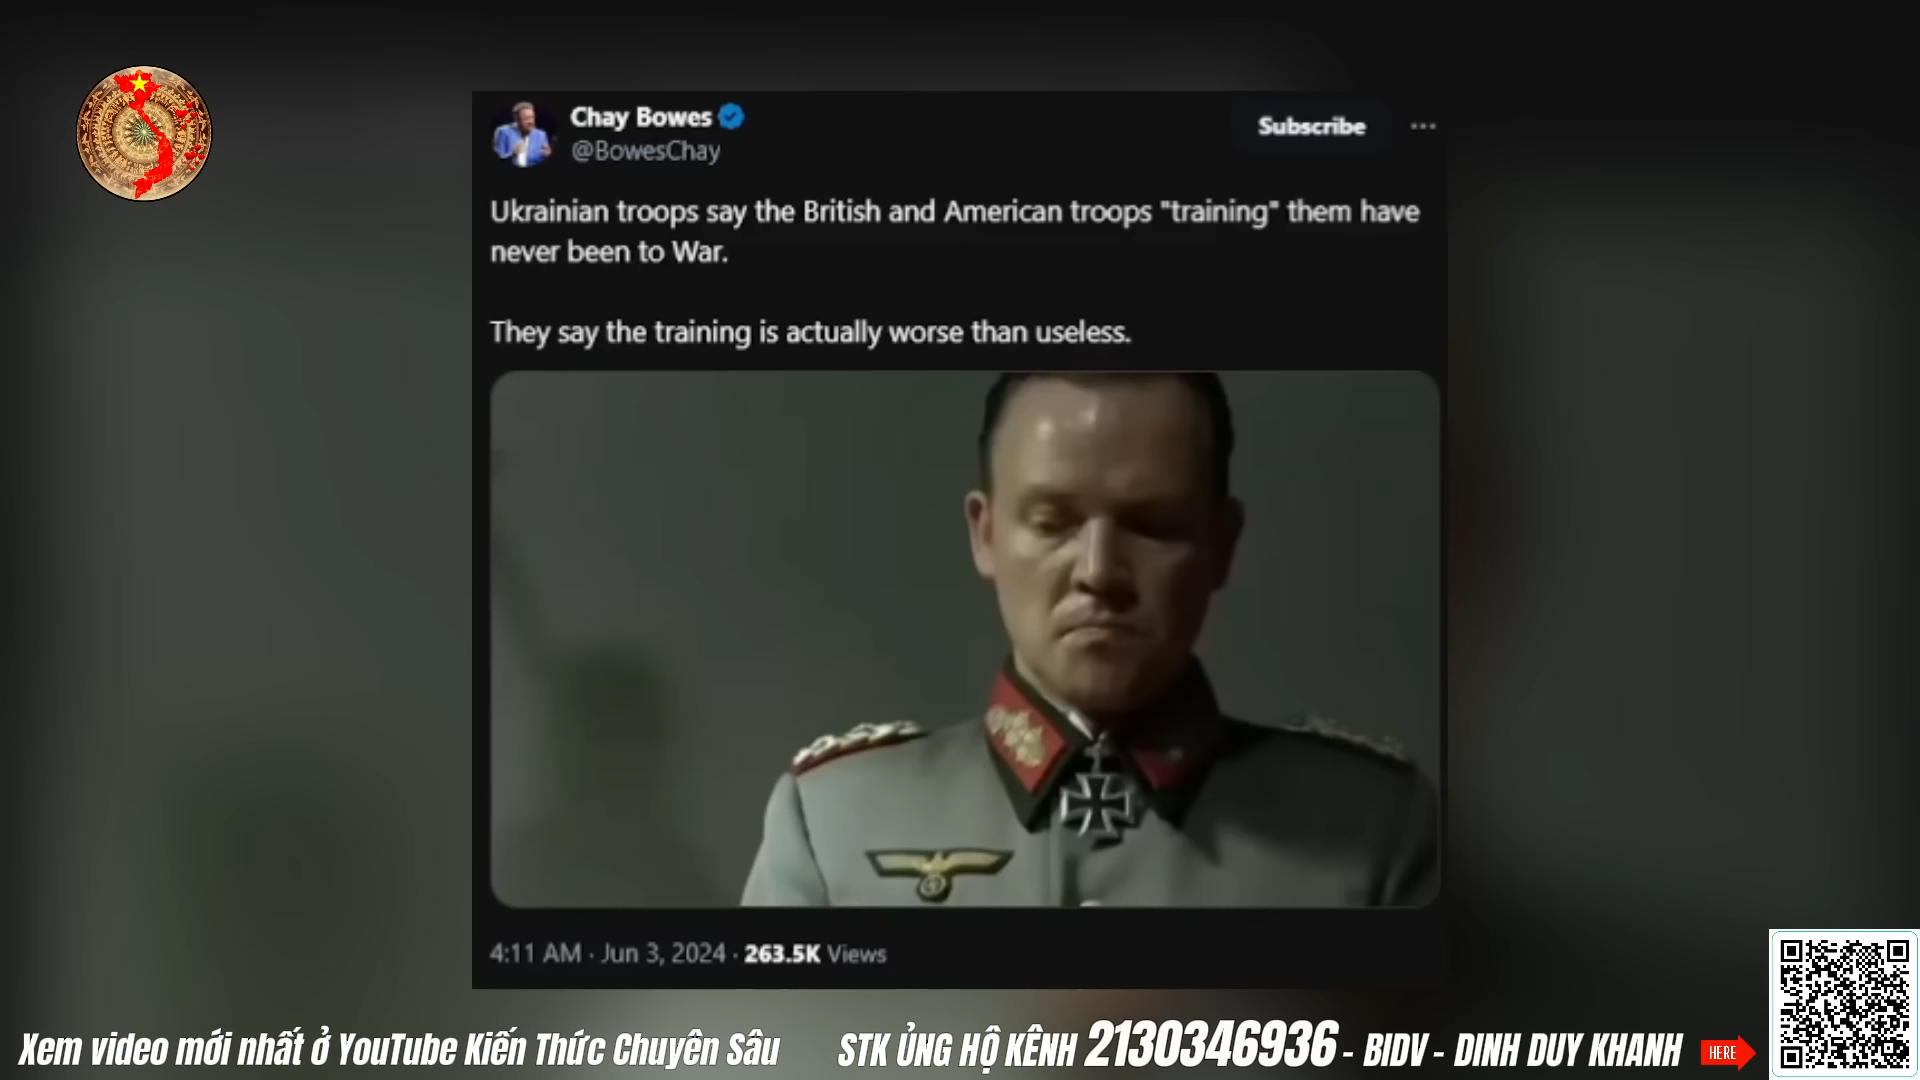 Chay Bowes
@BowesChay
Subscribe
Ukrainian troops say the British and American troops "training" them have
never been to War.
They say the training is actually worse than useless.
4:11 AM · Jun 3, 2024 · 263.5K Views
Xem video mới nhất ở YouTube Kiến Thức Chuyên Sâu
STK ỦNG HỘ KÊNH 2130346936 - BIDV - DINH DUY KHANH
HERE